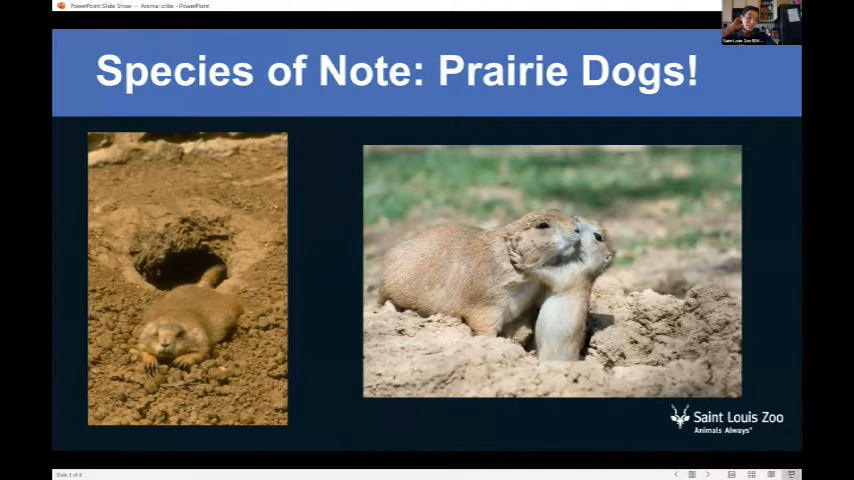 PowerPoint Slide Show - Animal cribs - PowerPoint
Species of Note: Prairie Dogs!
Saint Louis Zoo
Animals Always